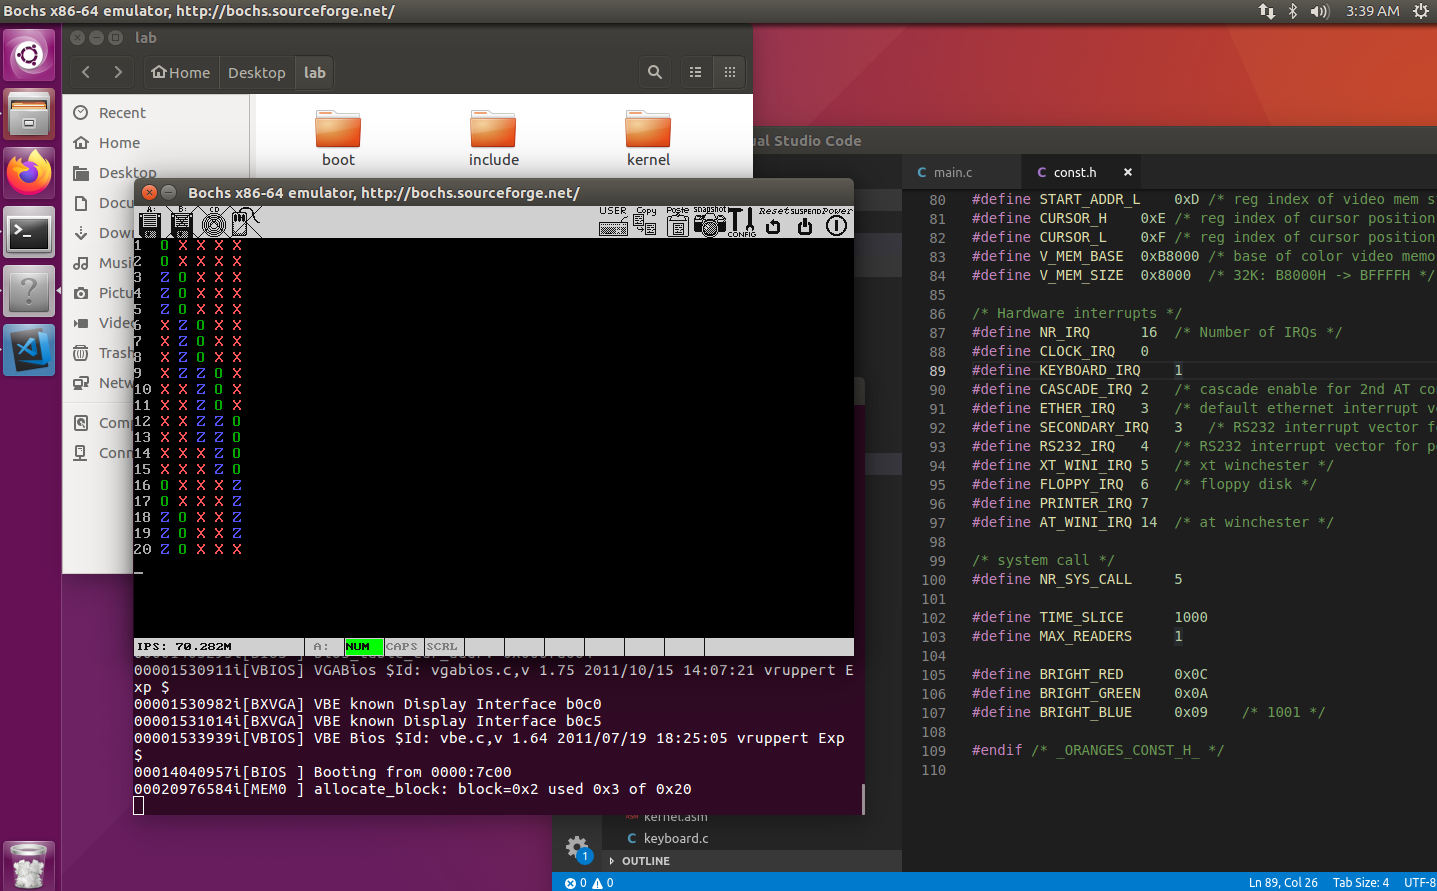 Bochs x86-64 emulator, http://bochs.sourceforge.net/
3:39 AM
lab
Home
Desktop
lab
Recent
Home
Desktop
Trash
boot
include
kernel
Visual Studio Code
Bochs x86-64 emulator, http://bochs.sourceforge.net/
A:
B:
CD
USER
Copy
Paste
snapshot
CONFIG
Reset
SUSPEND
Power
1 O X X X X
2 O X X X X
3 Z O X X X
4 Z O X X X
5 Z O X X X
6 X Z O X X
7 X Z O X X
8 X Z O X X
9 X Z Z O X
10 X X Z O X
11 X X Z O X
12 X X Z Z O
13 X X Z Z O
14 X X X Z O
15 X X X Z O
16 O X X X Z
17 O X X X Z
18 Z O X X Z
19 Z O X X Z
20 Z O X X X
IPS: 70.282M
A:
NUM
CAPS
SCRL
00001530911i[VBIOS] VGABios $Id: vgabios.c,v 1.75 2011/10/15 14:07:21 vruppert E
xp $
00001530982i[BXVGA] VBE known Display Interface b0c0
00001531014i[BXVGA] VBE known Display Interface b0c5
00001533939i[VBIOS] VBE Bios $Id: vbe.c,v 1.64 2011/07/19 18:25:05 vruppert Exp
$
00014040957i[BIOS ] Booting from 0000:7c00
00020976584i[MEM0 ] allocate_block: block=0x2 used 0x3 of 0x20
C main.c
C const.h
80 #define START_ADDR_L 0xD /* reg index of video mem s
81 #define CURSOR_H 0xE /* reg index of cursor position
82 #define CURSOR_L 0xF /* reg index of cursor position
83 #define V_MEM_BASE 0xB8000 /* base of color video memo
84 #define V_MEM_SIZE 0x8000 /* 32K: B8000H -> BFFFFH */
85
86 /* Hardware interrupts */
87 #define NR_IRQ 16 /* Number of IRQs */
88 #define CLOCK_IRQ 0
89 #define KEYBOARD_IRQ 1
90 #define CASCADE_IRQ 2 /* cascade enable for 2nd AT co
91 #define ETHER_IRQ 3 /* default ethernet interrupt v
92 #define SECONDARY_IRQ 3 /* RS232 interrupt vector f
93 #define RS232_IRQ 4 /* RS232 interrupt vector for p
94 #define XT_WINI_IRQ 5 /* xt winchester */
95 #define FLOPPY_IRQ 6 /* floppy disk */
96 #define PRINTER_IRQ 7
97 #define AT_WINI_IRQ 14 /* at winchester */
98
99 /* system call */
100 #define NR_SYS_CALL 5
101
102 #define TIME_SLICE 1000
103 #define MAX_READERS 1
104
105 #define BRIGHT_RED 0x0C
106 #define BRIGHT_GREEN 0x0A
107 #define BRIGHT_BLUE 0x09 /* 1001 */
108
109 #endif /* _ORANGES_CONST_H_ */
110
kernel.asm
C keyboard.c
OUTLINE
1
0
0
Ln 89, Col 26
Tab Size: 4
UTF-8